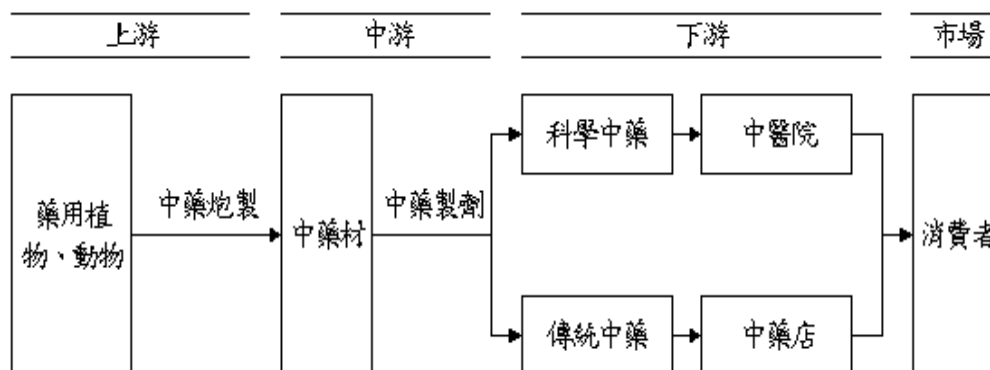 上游
中游
下游
市場
藥用植
物、動物
中藥炮製
中藥材
中藥製劑
科學中藥
中醫院
傳統中藥
中藥店
消費者